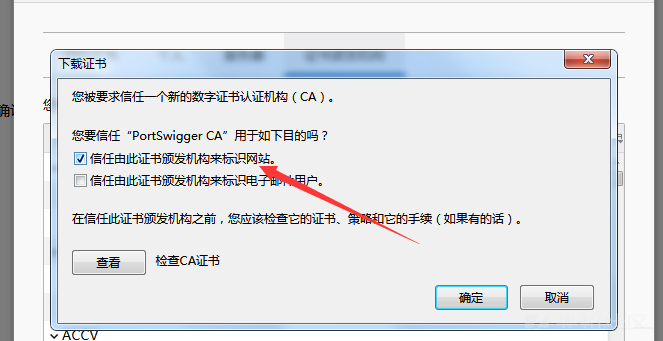 下载证书
您被要求信任一个新的数字证书认证机构（CA）。
您要信任“PortSwigger CA”用于如下目的吗？
信任由此证书颁发机构来标识网站。
信任由此证书颁发机构来标识电子邮件用户。
在信任此证书颁发机构之前，您应该检查它的证书、策略和它的手续（如果有的话）。
查看 检查CA证书
确定 取消
ACCV